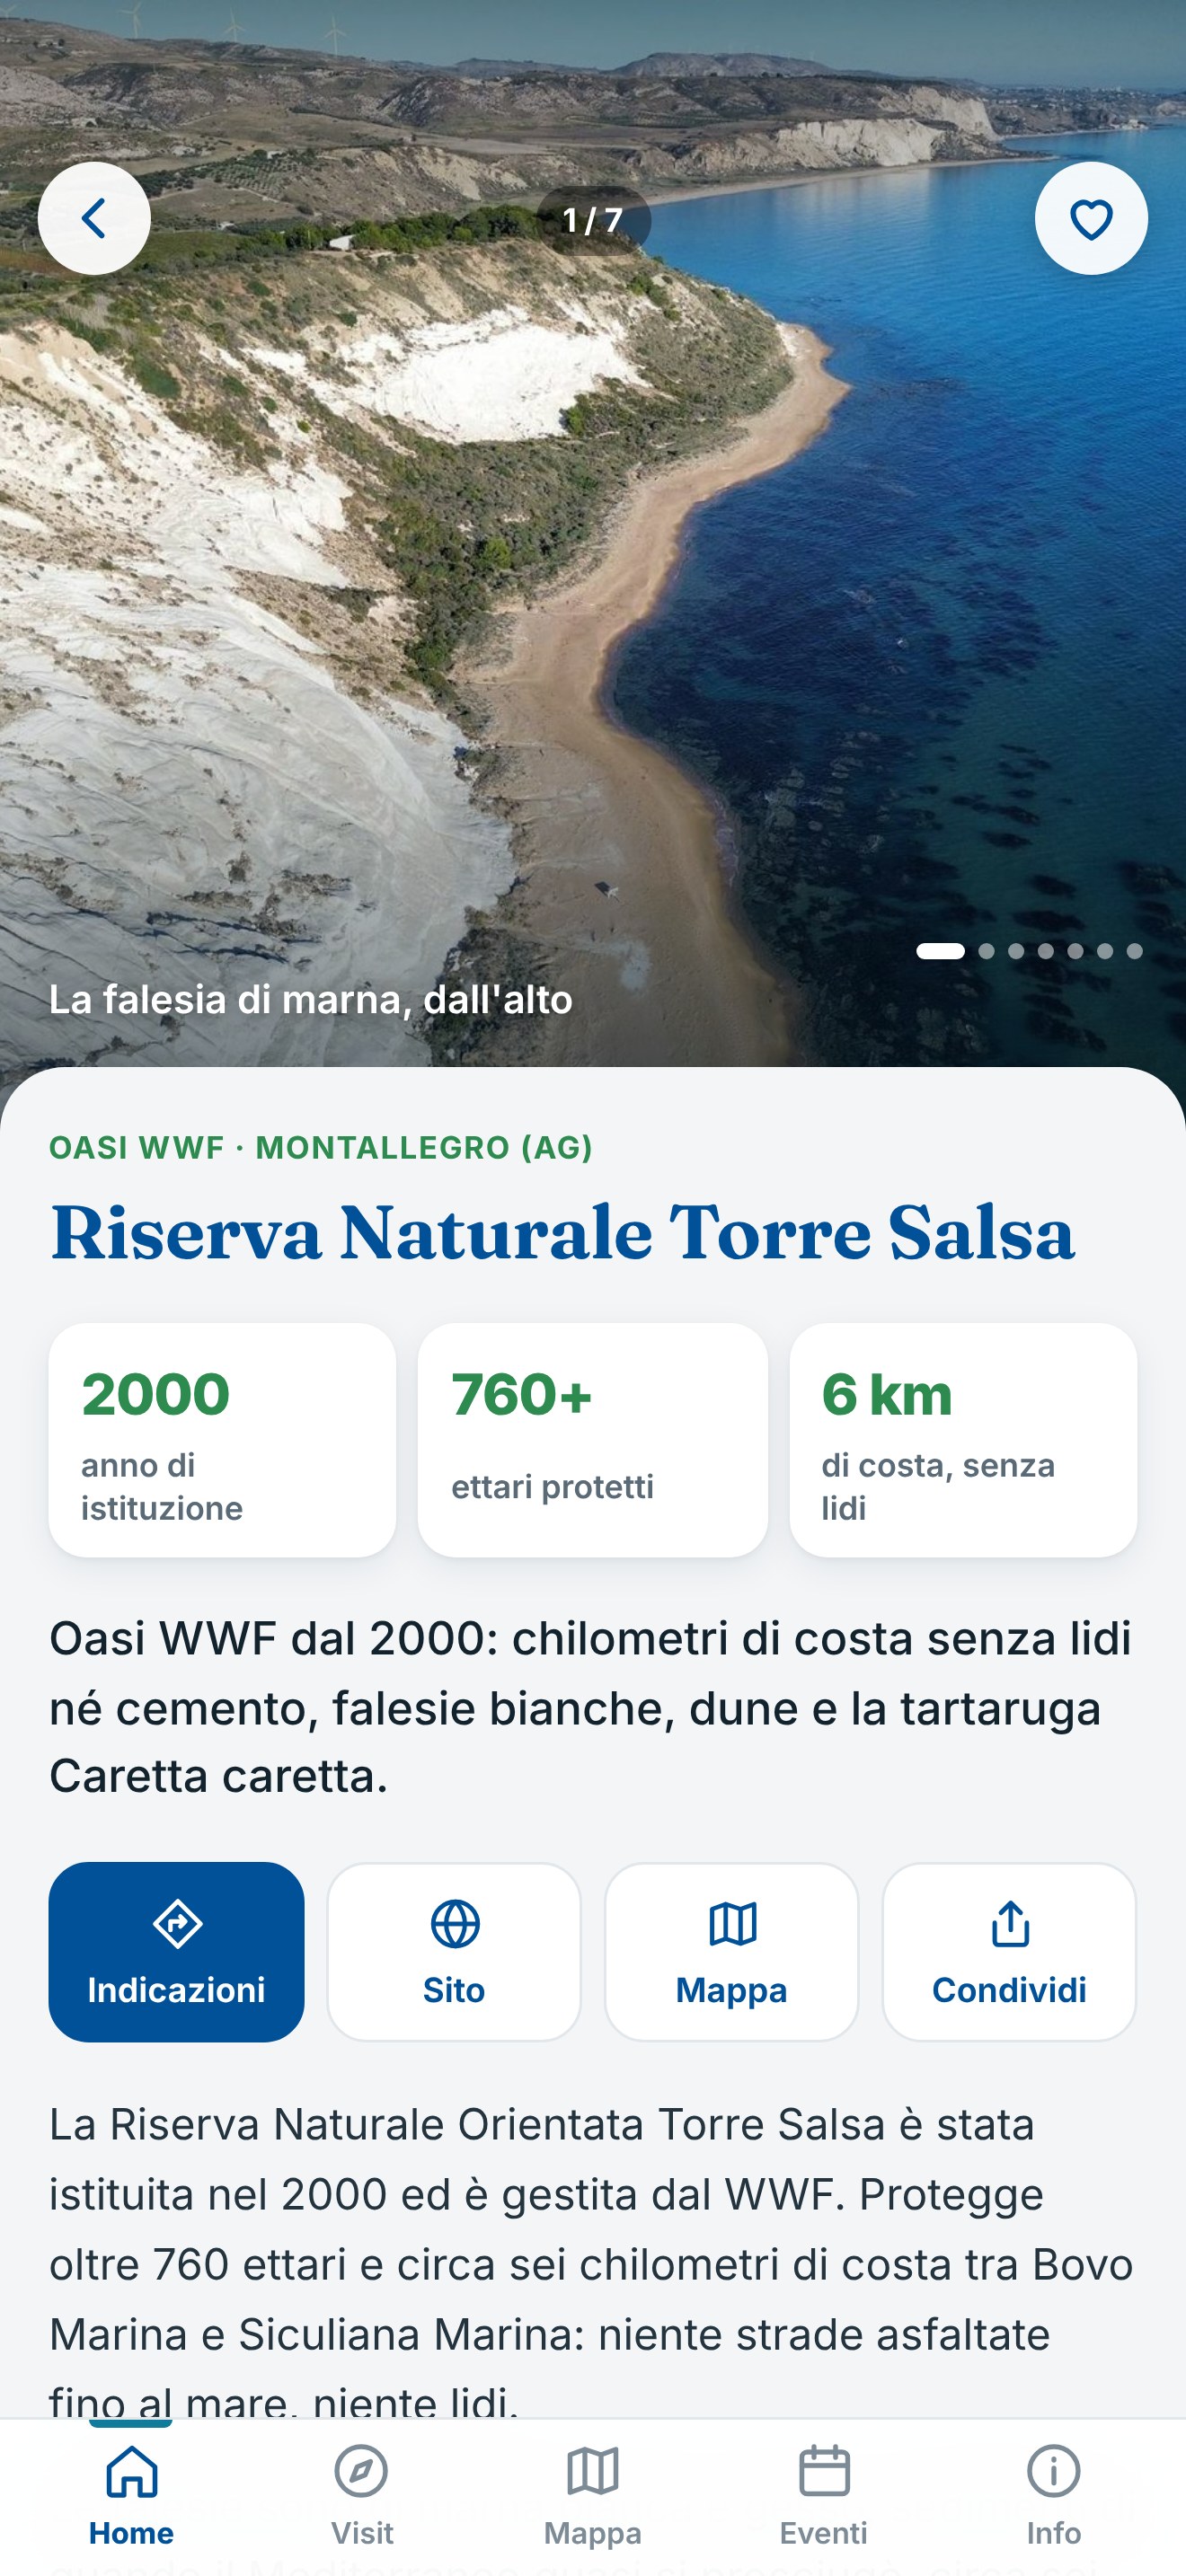 1 / 7
La falesia di marna, dall'alto
OASI WWF · MONTALLEGRO (AG)
Riserva Naturale Torre Salsa
2000
anno di
istituzione
760+
ettari protetti
6 km
di costa, senza
lidi
Oasi WWF dal 2000: chilometri di costa senza lidi
né cemento, falesie bianche, dune e la tartaruga
Caretta caretta.
Indicazioni
Sito
Mappa
Condividi
La Riserva Naturale Orientata Torre Salsa è stata
istituita nel 2000 ed è gestita dal WWF. Protegge
oltre 760 ettari e circa sei chilometri di costa tra Bovo
Marina e Siculiana Marina: niente strade asfaltate
fino al mare, niente lidi.
Home
Visit
Mappa
Eventi
Info